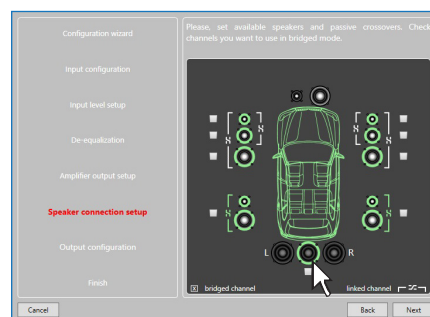 Configuration wizard
Input configuration
Input level setup
De-equalization
Amplifier output setup
Speaker connection setup
Output configuration
Finish
Please, set available speakers and passive crossovers. Check
channels you want to use in bridged mode.
L
R
X bridged channel
linked channel
Cancel
Back
Next